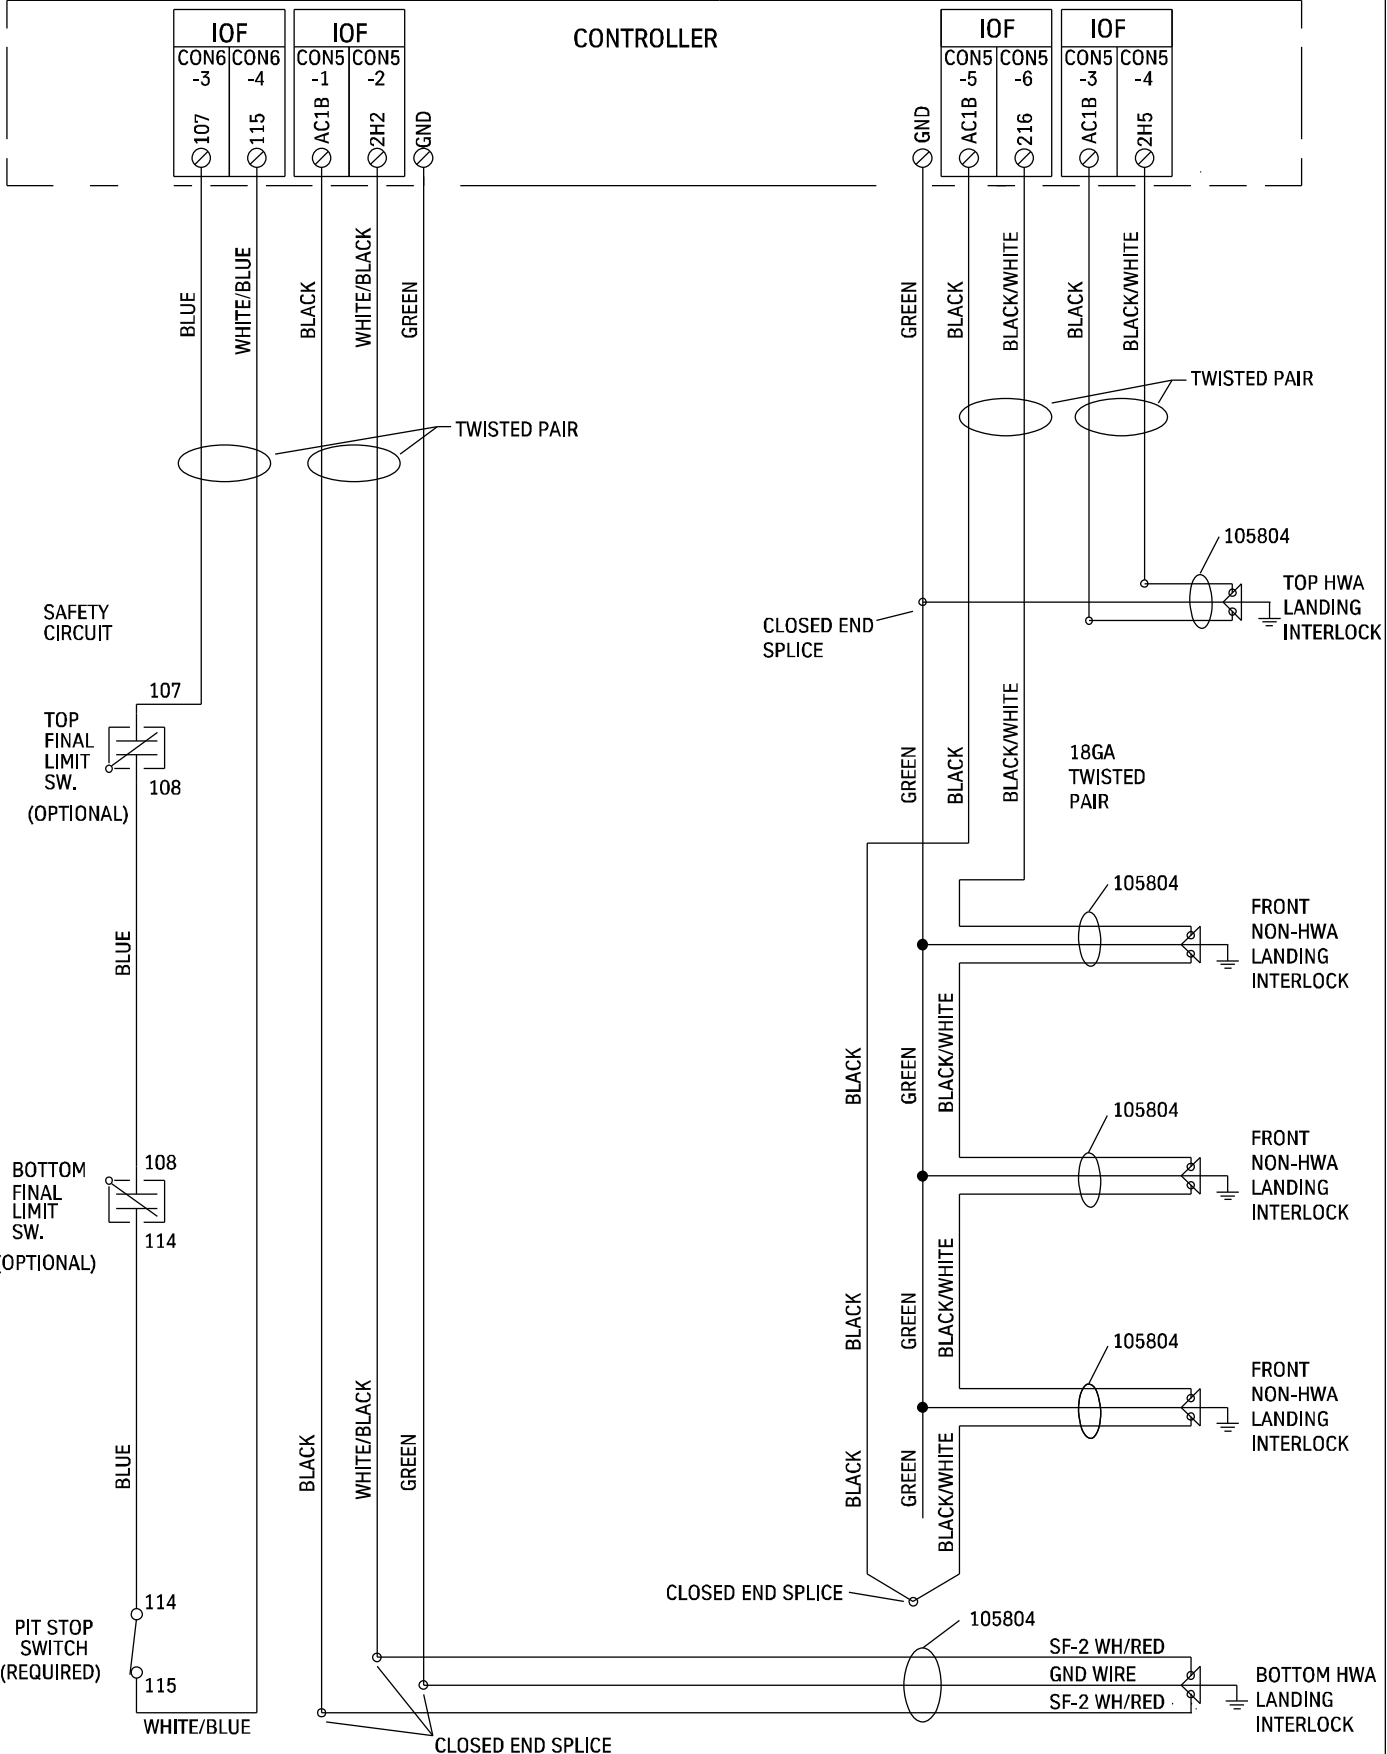 CONTROLLER
IOF
IOF
IOF
IOF
CON6
-3
CON6
-4
CON5
-1
CON5
-2
CON5
-5
CON5
-6
CON5
-3
CON5
-4
107
115
AC1B
2H2
GND
GND
AC1B
216
AC1B
2H5
BLUE
WHITE/BLUE
BLACK
WHITE/BLACK
GREEN
GREEN
BLACK
BLACK/WHITE
BLACK
BLACK/WHITE
TWISTED PAIR
TWISTED PAIR
105804
TOP HWA
LANDING
INTERLOCK
CLOSED END
SPLICE
SAFETY
CIRCUIT
107
TOP
FINAL
LIMIT
SW.
108
(OPTIONAL)
GREEN
BLACK
BLACK/WHITE
18GA
TWISTED
PAIR
105804
FRONT
NON-HWA
LANDING
INTERLOCK
BLUE
BLACK
GREEN
BLACK/WHITE
105804
FRONT
NON-HWA
LANDING
INTERLOCK
108
BOTTOM
FINAL
LIMIT
SW.
114
(OPTIONAL)
BLACK
GREEN
BLACK/WHITE
105804
FRONT
NON-HWA
LANDING
INTERLOCK
BLUE
BLACK
WHITE/BLACK
GREEN
BLACK
GREEN
BLACK/WHITE
CLOSED END SPLICE
114
PIT STOP
SWITCH
(REQUIRED)
115
WHITE/BLUE
105804
SF-2 WH/RED
GND WIRE
SF-2 WH/RED
BOTTOM HWA
LANDING
INTERLOCK
CLOSED END SPLICE